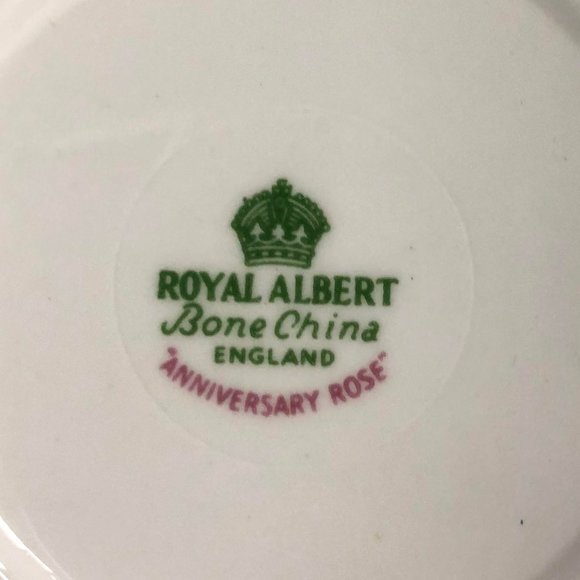 ROYAL ALBERT
Bone China
ENGLAND
"ANNIVERSARY ROSE"